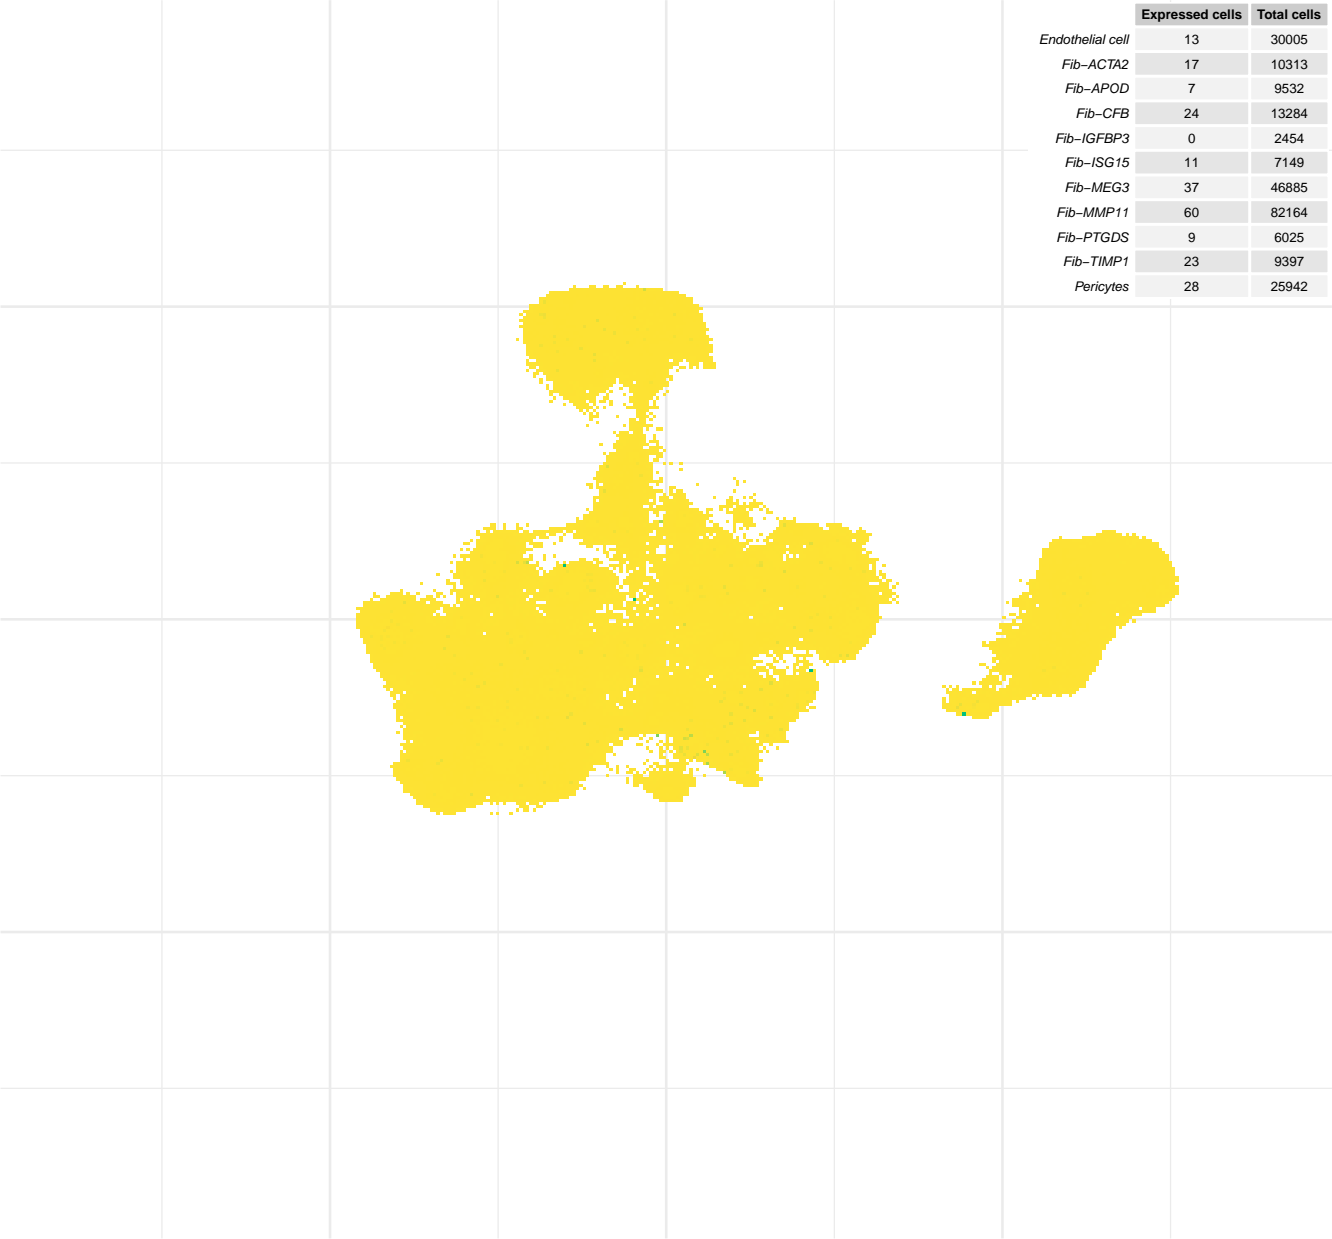 Expressed cells Total cells
Endothelial cell 13 30005
Fib−ACTA2 17 10313
Fib−APOD 7 9532
Fib−CFB 24 13284
Fib−IGFBP3 0 2454
Fib−ISG15 11 7149
Fib−MEG3 37 46885
Fib−MMP11 60 82164
Fib−PTGDS 9 6025
Fib−TIMP1 23 9397
Pericytes 28 25942